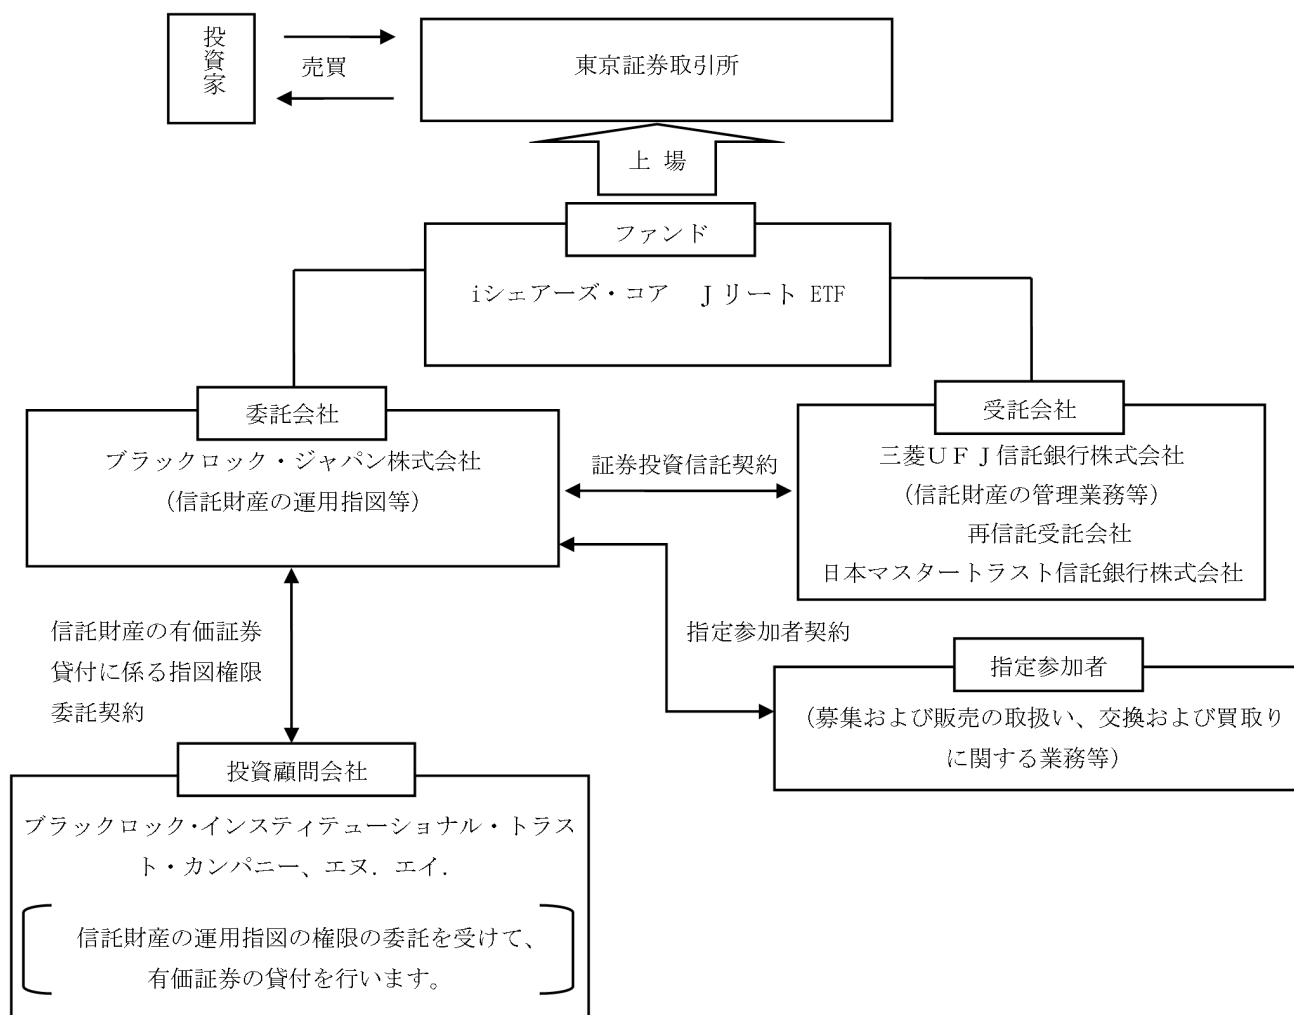 投資家
売買
東京証券取引所
上 場
ファンド
iシェアーズ・コア　Ｊリート ETF
委託会社
ブラックロック・ジャパン株式会社
（信託財産の運用指図等）
証券投資信託契約
受託会社
三菱ＵＦＪ信託銀行株式会社
（信託財産の管理業務等）
再信託受託会社
日本マスタートラスト信託銀行株式会社
信託財産の有価証券
貸付に係る指図権限
委託契約
指定参加者契約
指定参加者
（募集および販売の取扱い、交換および買取り
に関する業務等）
投資顧問会社
ブラックロック・インスティテューショナル・トラス
ト・カンパニー、エヌ．エイ．
信託財産の運用指図の権限の委託を受けて、
有価証券の貸付を行います。